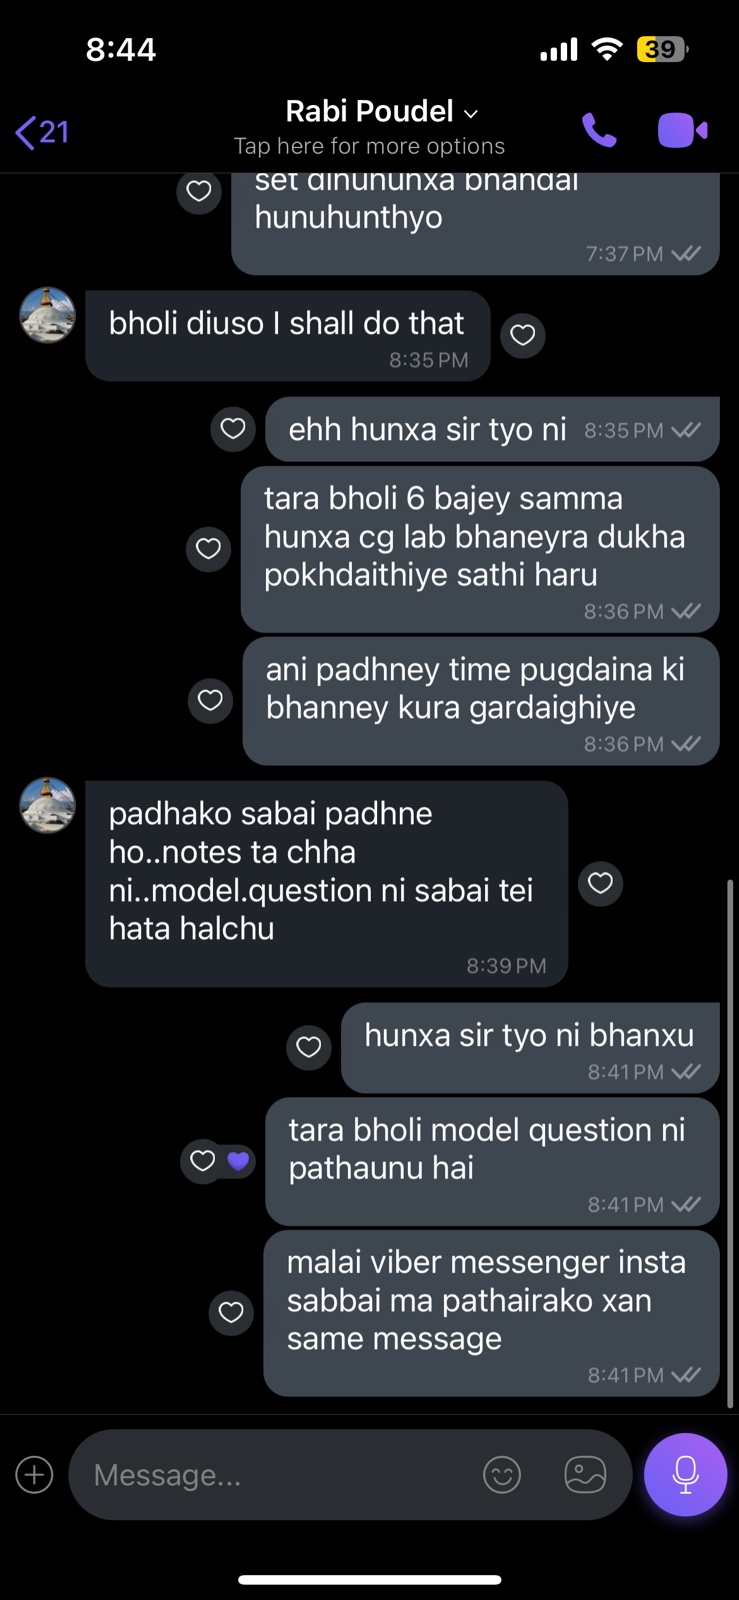 8:44
39
21
Rabi Poudel
Tap here for more options
set dinuhunxa bhandai
hunuhunthyo
7:37 PM
bholi diuso I shall do that
8:35 PM
ehh hunxa sir tyo ni 8:35 PM
tara bholi 6 bajey samma
hunxa cg lab bhaneyra dukha
pokhdaithiye sathi haru
8:36 PM
ani padhney time pugdaina ki
bhanney kura gardaighiye
8:36 PM
padhako sabai padhne
ho..notes ta chha
ni..model.question ni sabai tei
hata halchu
8:39 PM
hunxa sir tyo ni bhanxu
8:41 PM
tara bholi model question ni
pathaunu hai
8:41 PM
malai viber messenger insta
sabbai ma pathairako xan
same message
8:41 PM
Message...